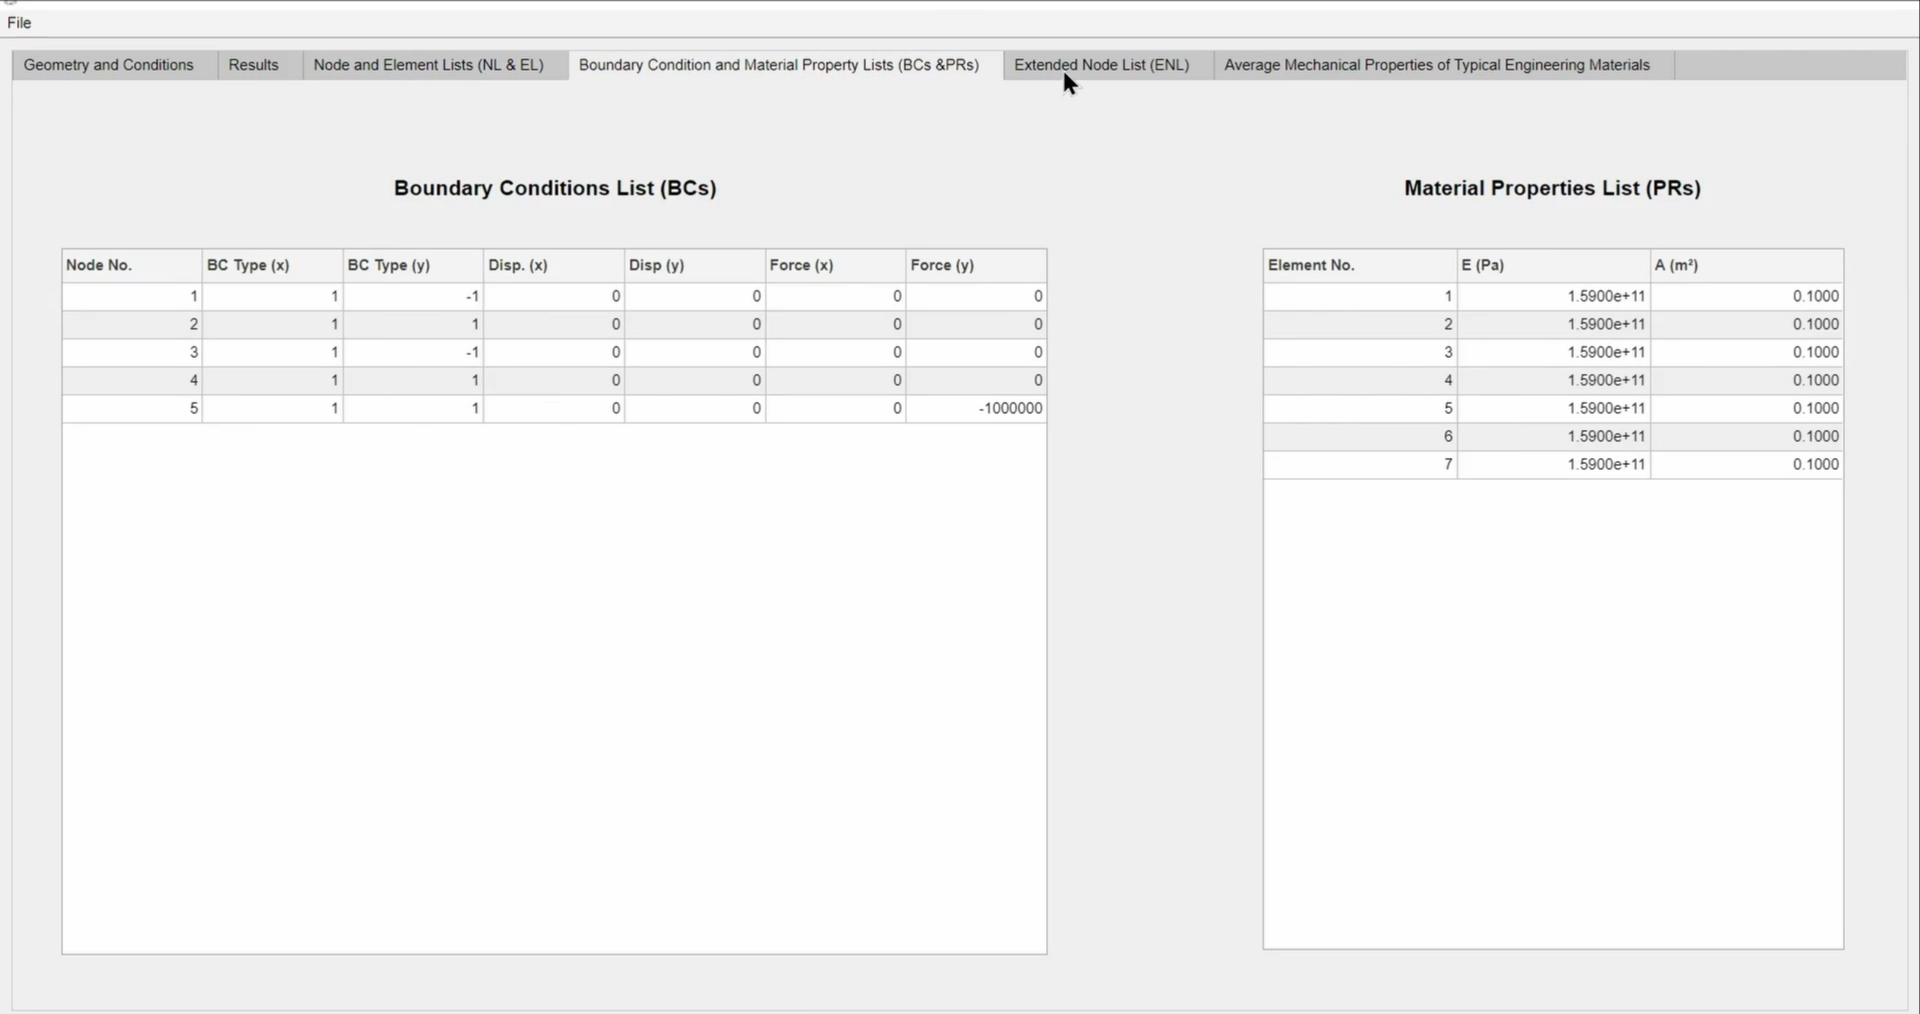 File
Geometry and Conditions Results Node and Element Lists (NL & EL) Boundary Condition and Material Property Lists (BCs &PRs) Extended Node List (ENL) Average Mechanical Properties of Typical Engineering Materials
Boundary Conditions List (BCs)
Node No. BC Type (x) BC Type (y) Disp. (x) Disp (y) Force (x) Force (y)
1 1 -1 0 0 0 0
2 1 1 0 0 0 0
3 1 -1 0 0 0 0
4 1 1 0 0 0 0
5 1 1 0 0 0 -1000000
Material Properties List (PRs)
Element No. E (Pa) A (m²)
1 1.5900e+11 0.1000
2 1.5900e+11 0.1000
3 1.5900e+11 0.1000
4 1.5900e+11 0.1000
5 1.5900e+11 0.1000
6 1.5900e+11 0.1000
7 1.5900e+11 0.1000